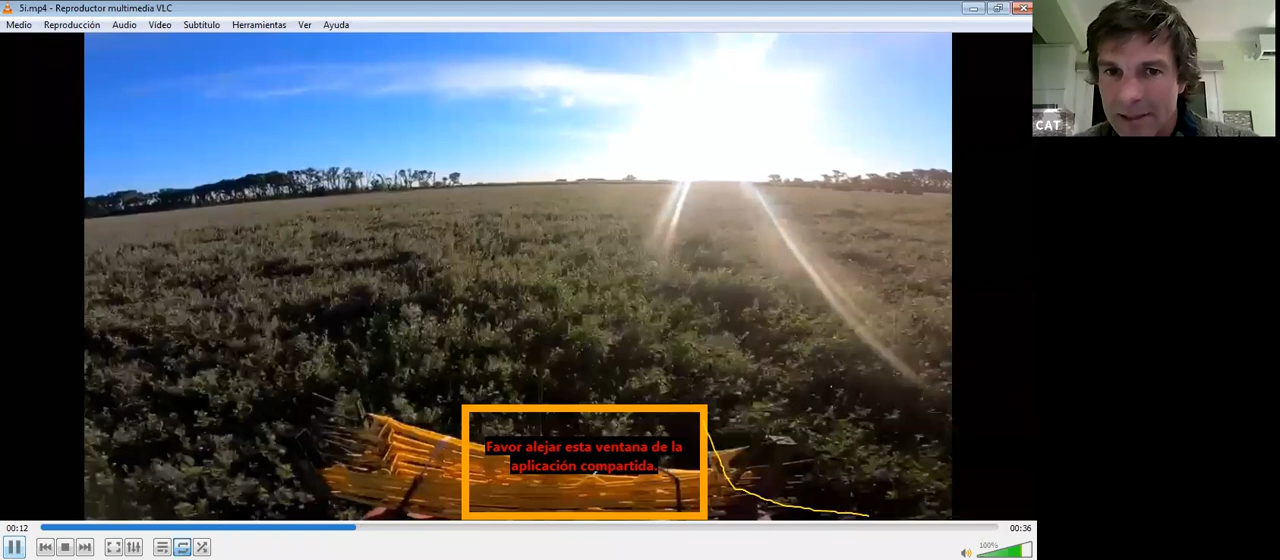 5i.mp4 - Reproductor multimedia VLC
Medio Reproducción Audio Vídeo Subtítulo Herramientas Ver Ayuda
CAT
Favor alejar esta ventana de la
aplicación compartida.
00:12
00:36
100%